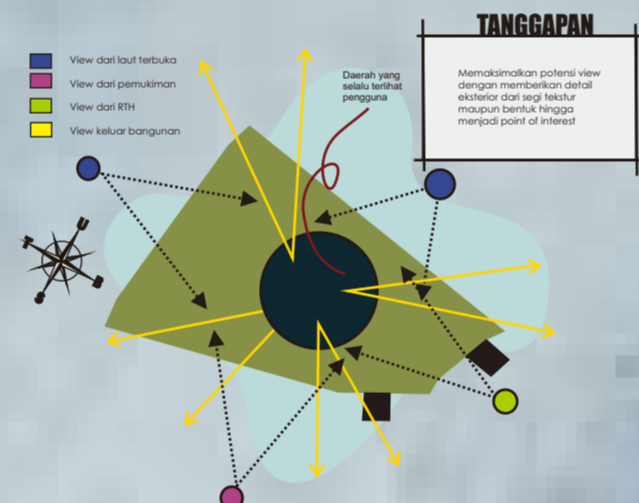 TANGGAPAN
View dari laut terbuka
View dari pemukiman
View dari RTH
View keluar bangunan
Daerah yang
selalu terlihat
pengguna
Memaksimalkan potensi view
dengan memberikan detail
eksterior dari segi tekstur
maupun bentuk hingga
menjadi point of interest
U
B
T
S